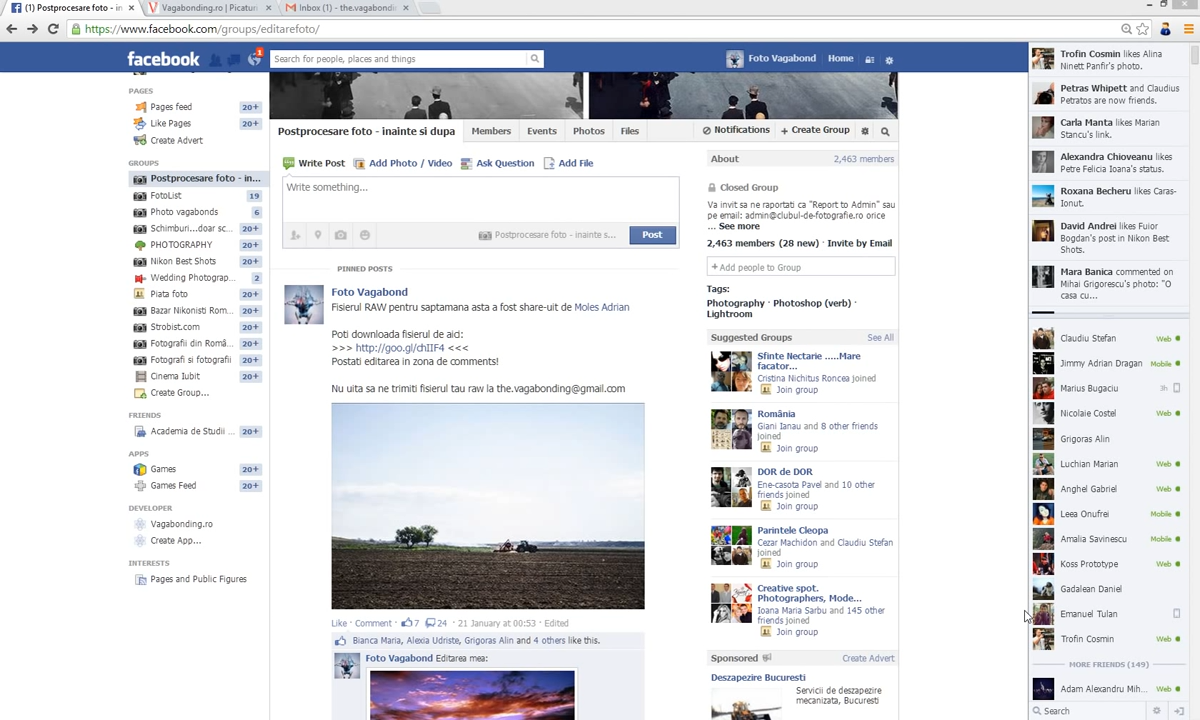 (1) Postprocesare foto - in
Vagabonding.ro | Picatur
Inbox (1) - the.vagabondin
https://www.facebook.com/groups/editarefoto/
facebook
1
Search for people, places and things
Foto Vagabond
Home
PAGES
Pages feed 20+
Like Pages 20+
Create Advert
GROUPS
Postprocesare foto - in...
FotoList 19
Photo vagabonds 6
Schimburi...doar sc... 20+
PHOTOGRAPHY 20+
Nikon Best Shots 20+
Wedding Photograp... 2
Piata foto 20+
Bazar Nikonisti Rom... 20+
Strobist.com 20+
Fotografii din Româ... 20+
Fotografi si fotografii 20+
Cinema Iubit 20+
Create Group...
FRIENDS
Academia de Studii ... 20+
APPS
Games 20+
Games Feed 20+
DEVELOPER
Vagabonding.ro
Create App...
INTERESTS
Pages and Public Figures
Postprocesare foto - inainte si dupa
Members
Events
Photos
Files
Notifications
+ Create Group
Write Post
Add Photo / Video
Ask Question
Add File
Write something...
Postprocesare foto - inainte s...
Post
PINNED POSTS
Foto Vagabond
Fisierul RAW pentru saptamana asta a fost share-uit de Moles Adrian
Poti downloada fisierul de aici:
>>> http://goo.gl/chIIF4 <<<
Postati editarea in zona de comments!
Nu uita sa ne trimiti fisierul tau raw la the.vagabonding@gmail.com
Like · Comment · 7 24 · 21 January at 00:53 · Edited
Bianca Maria, Alexia Udriste, Grigoras Alin and 4 others like this.
Foto Vagabond Editarea mea:
About
2,463 members
Closed Group
Va invit sa ne raportati ca "Report to Admin" sau
pe email: admin@clubul-de-fotografie.ro orice
... See more
2,463 members (28 new) · Invite by Email
+ Add people to Group
Tags:
Photography · Photoshop (verb) ·
Lightroom
Suggested Groups
See All
Sfinte Nectarie .....Mare
facator...
Cristina Nichitus Roncea joined
Join group
România
Giani Ianau and 8 other friends
joined
Join group
DOR de DOR
Ene-casota Pavel and 10 other
friends joined
Join group
Parintele Cleopa
Cezar Machidon and Claudiu Stefan
joined
Join group
Creative spot.
Photographers, Mode...
Ioana Maria Sarbu and 145 other
friends joined
Join group
Sponsored
Create Advert
Deszapezire Bucuresti
Servicii de deszapezire
mecanizata, Bucuresti
Trofin Cosmin likes Alina
Ninett Panfir's photo.
Petras Whipett and Claudius
Petratos are now friends.
Carla Manta likes Marian
Stancu's link.
Alexandra Chioveanu likes
Petre Felicia Ioana's status.
Roxana Becheru likes Caras-
Ionut.
David Andrei likes Fuior
Bogdan's post in Nikon Best
Shots.
Mara Banica commented on
Mihai Grigorescu's photo: "O
casa cu...
Claudiu Stefan Web
Jimmy Adrian Dragan Mobile
Marius Bugaciu 3h
Nicolaie Costel Web
Grigoras Alin
Luchian Marian Web
Anghel Gabriel Web
Leea Onufrei Mobile
Amalia Savinescu Mobile
Koss Prototype Web
Gadalean Daniel
Emanuel Tulan
Trofin Cosmin Web
MORE FRIENDS (149)
Adam Alexandru Mih... Web
Search